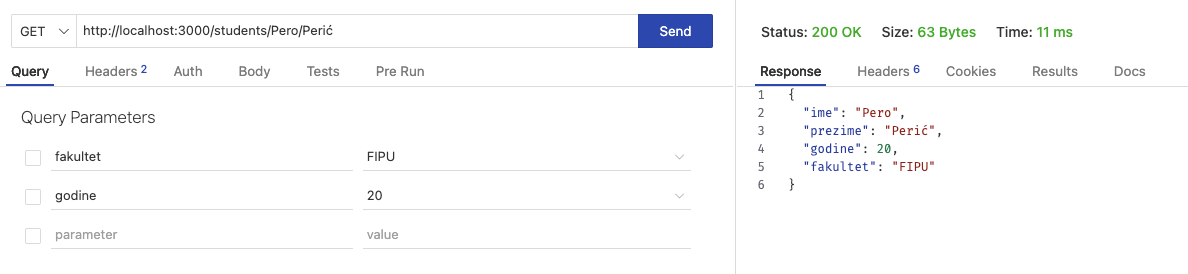 GET http://localhost:3000/students/Pero/Perić Send
Query Headers 2 Auth Body Tests Pre Run
Query Parameters
fakultet FIPU
godine 20
parameter value
Status: 200 OK Size: 63 Bytes Time: 11 ms
Response Headers 6 Cookies Results Docs
1 {
2 "ime": "Pero",
3 "prezime": "Perić",
4 "godine": 20,
5 "fakultet": "FIPU"
6 }